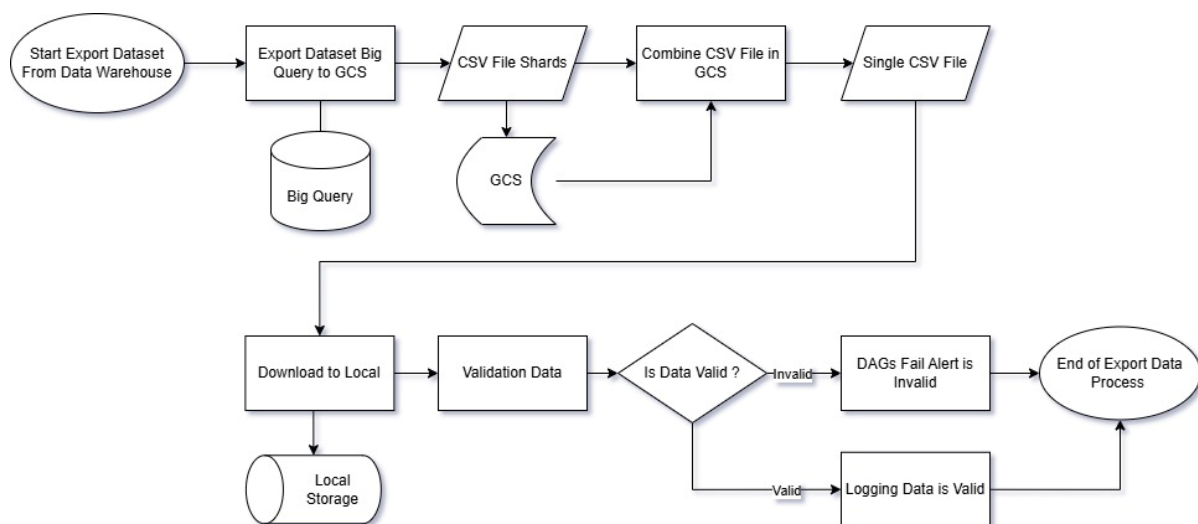 Start Export Dataset
From Data Warehouse
Export Dataset Big
Query to GCS
CSV File Shards
Combine CSV File in
GCS
Single CSV File
Big Query
GCS
Download to Local
Validation Data
Is Data Valid ?
Invalid
DAGs Fail Alert is
Invalid
End of Export Data
Process
Local
Storage
Valid
Logging Data is Valid